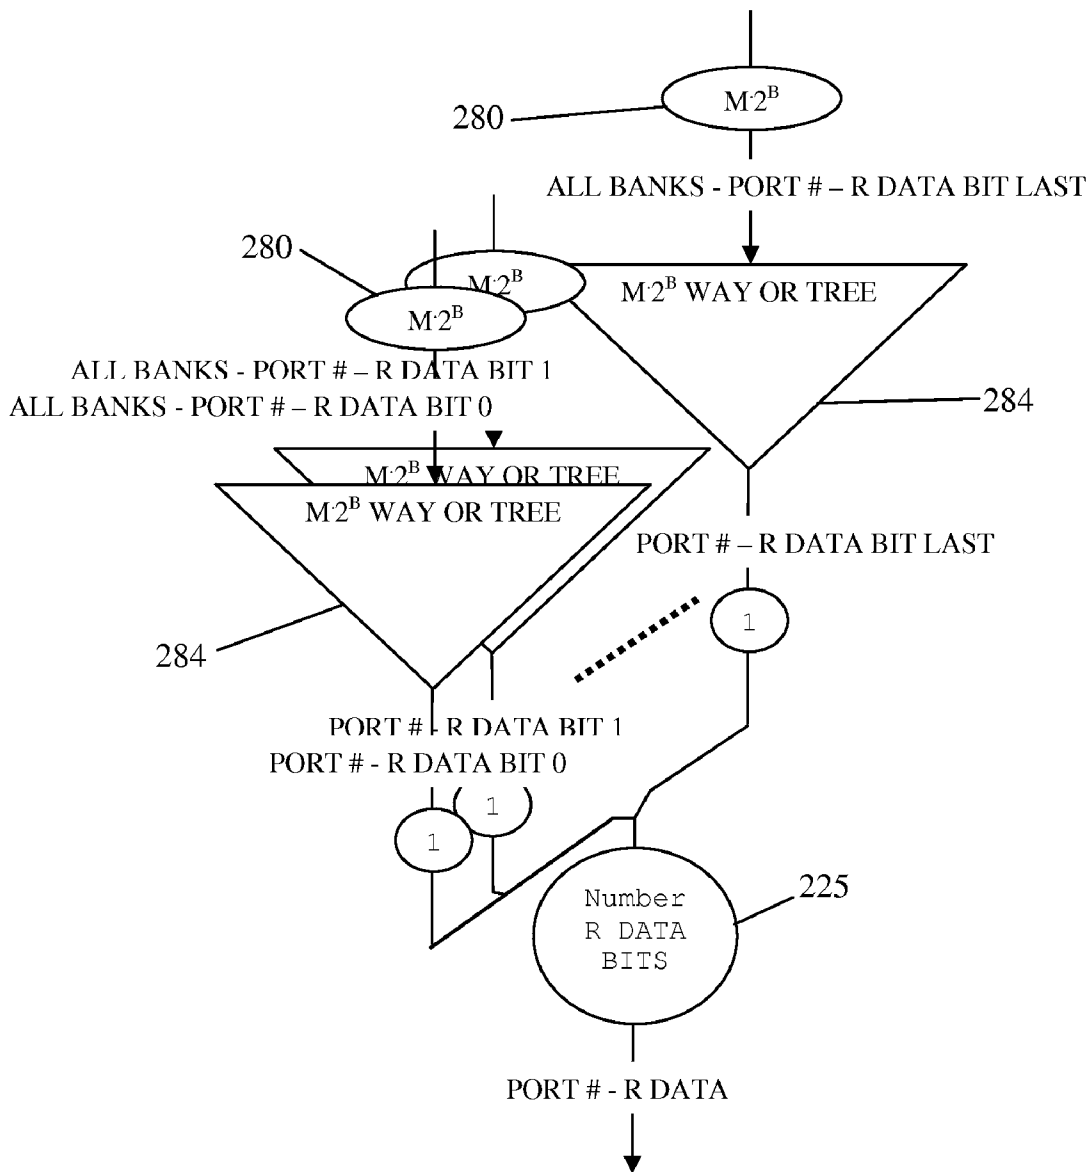 M·2^B
280
ALL BANKS - PORT # – R DATA BIT LAST
280
M·2^B
M·2^B WAY OR TREE
M·2^B
ALL BANKS - PORT # – R DATA BIT 1
284
ALL BANKS - PORT # – R DATA BIT 0
M·2^B WAY OR TREE
M·2^B WAY OR TREE
PORT # – R DATA BIT LAST
1
284
PORT # - R DATA BIT 1
PORT # - R DATA BIT 0
1
1
225
Number
R DATA
BITS
PORT # - R DATA